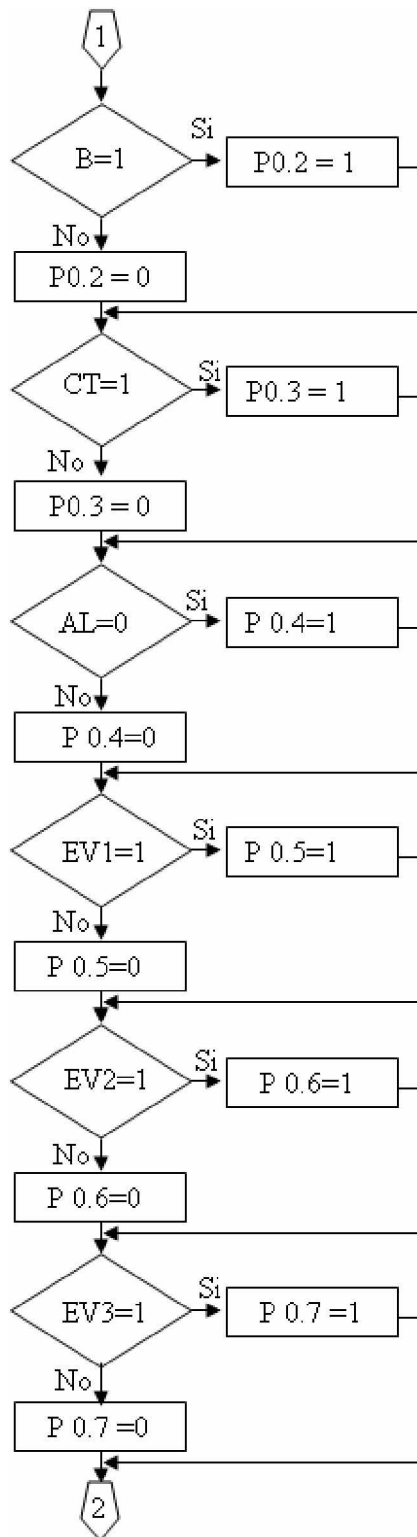 1
B=1
Si
P0.2 = 1
No
P0.2 = 0
CT=1
Si
P0.3 = 1
No
P0.3 = 0
AL=0
Si
P 0.4=1
No
P 0.4=0
EV1=1
Si
P 0.5=1
No
P 0.5=0
EV2=1
Si
P 0.6=1
No
P 0.6=0
EV3=1
Si
P 0.7 =1
No
P 0.7 =0
2